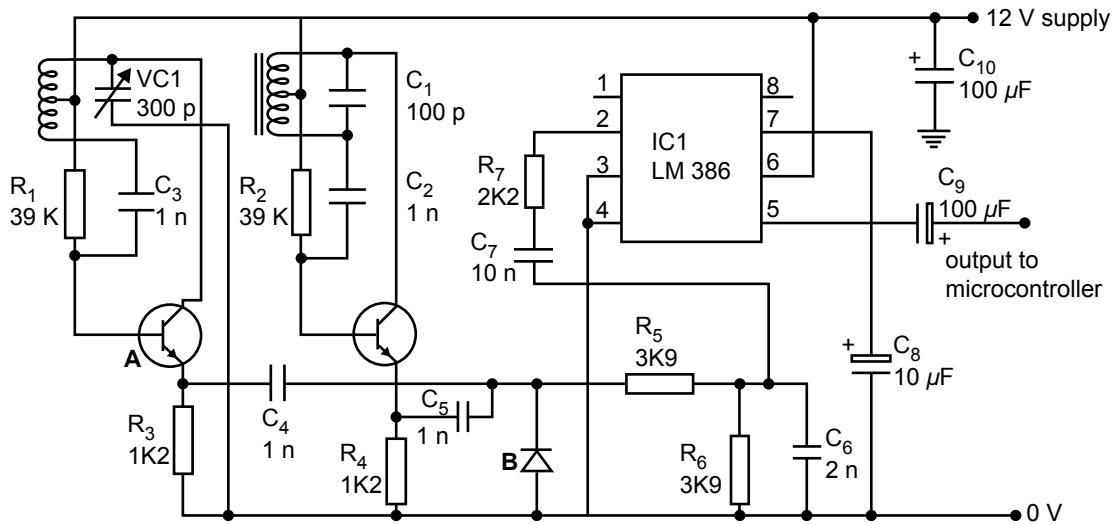 12 V supply
VC1
300 p
C1
100 p
C10
+
100 µF
1
2
3
4
IC1
LM 386
8
7
6
5
R1
39 K
C3
1 n
R2
39 K
C2
1 n
R7
2K2
C7
10 n
C9
100 µF
+
output to
microcontroller
A
R5
3K9
+
C8
10 µF
C4
1 n
C5
1 n
R3
1K2
R4
1K2
B
R6
3K9
C6
2 n
0 V